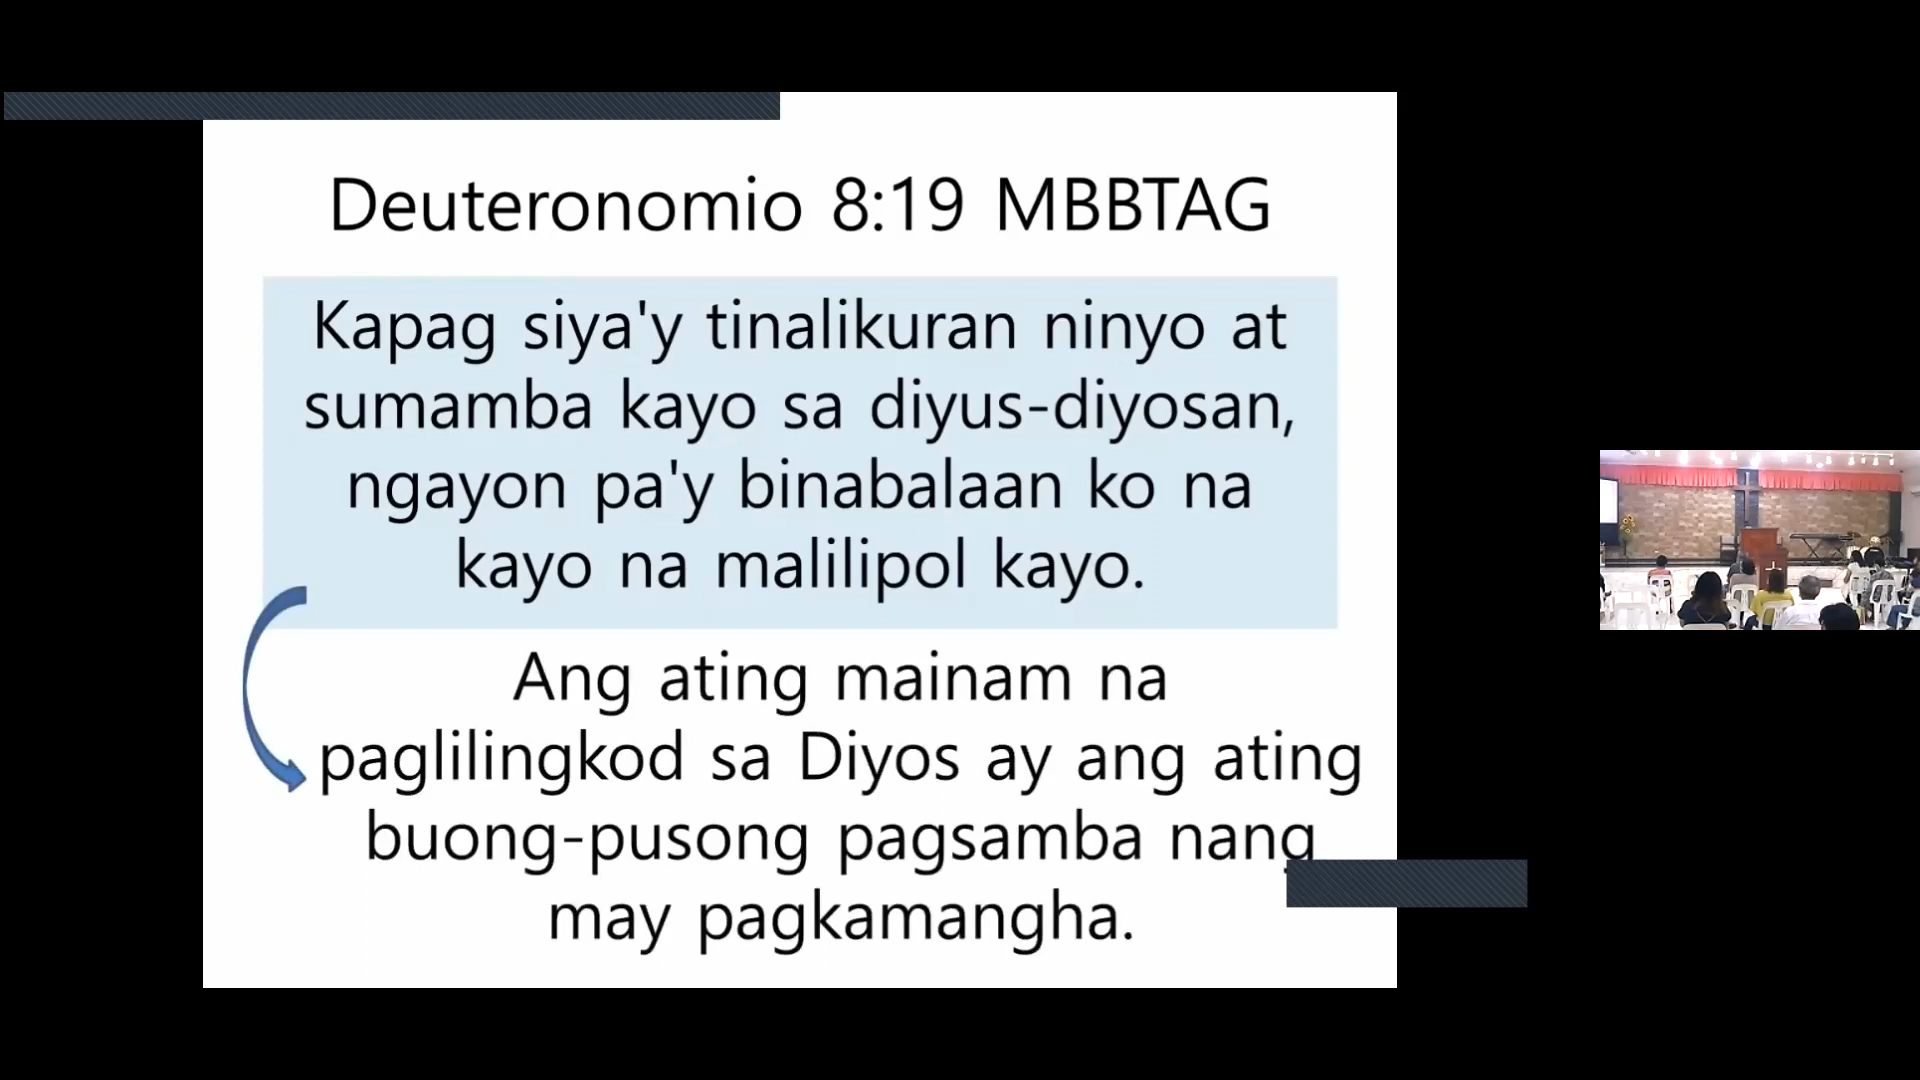 Deuteronomio 8:19 MBBTAG
Kapag siya'y tinalikuran ninyo at
sumamba kayo sa diyus-diyosan,
ngayon pa'y binabalaan ko na
kayo na malilipol kayo.
Ang ating mainam na
paglilingkod sa Diyos ay ang ating
buong-pusong pagsamba nang
may pagkamangha.